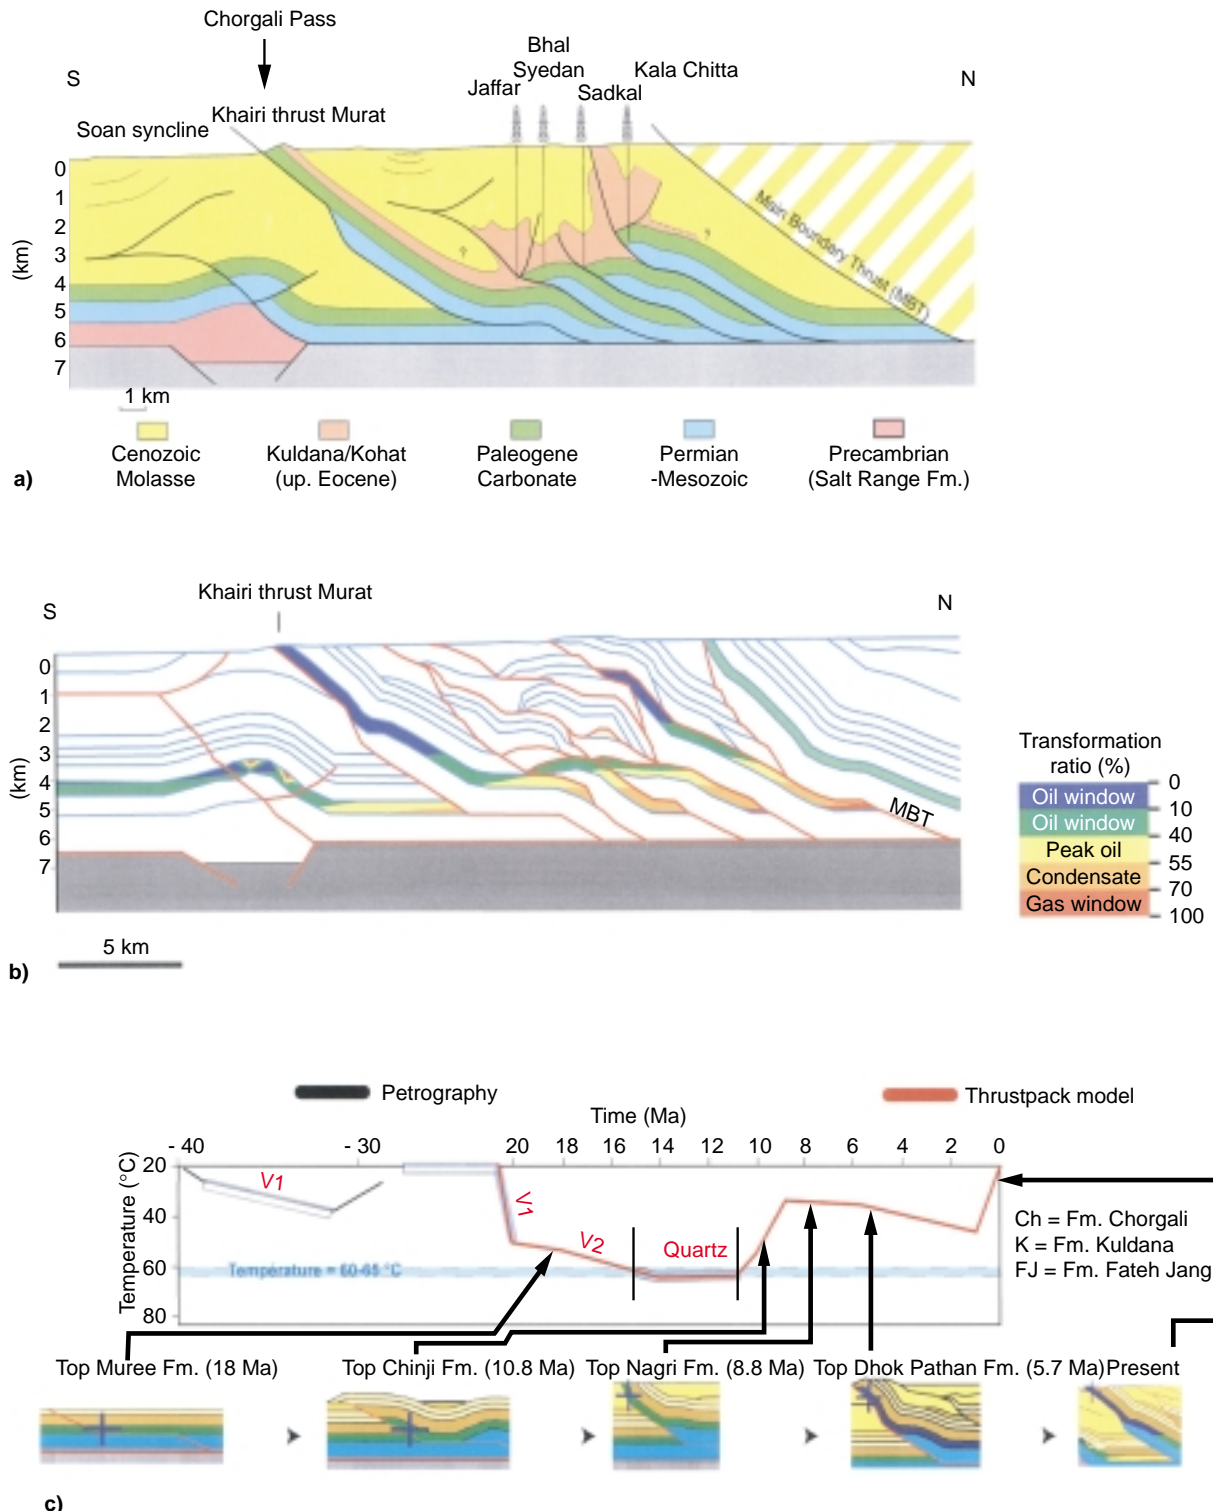 Chorgali Pass
Bhal
Syedan
Kala Chitta
S
N
Jaffar
Sadkal
Khairi thrust Murat
Soan syncline
0
1
2
3
4
5
6
7
(km)
?
?
Main Boundary Thrust (MBT)
1 km
Cenozoic
Molasse
Kuldana/Kohat
(up. Eocene)
Paleogene
Carbonate
Permian
-Mesozoic
Precambrian
(Salt Range Fm.)
a)
Khairi thrust Murat
S
N
0
1
2
3
4
5
6
7
(km)
MBT
Transformation
ratio (%)
0
Oil window
10
Oil window
40
Peak oil
55
Condensate
70
Gas window
100
5 km
b)
Petrography
Thrustpack model
Time (Ma)
- 40 - 30 20 18 16 14 12 10 8 6 4 2 0
20
40
60
80
Temperature (°C)
V1
V1
V2
Quartz
Température = 60-65 °C
Ch = Fm. Chorgali
K = Fm. Kuldana
FJ = Fm. Fateh Jang
Top Muree Fm. (18 Ma) Top Chinji Fm. (10.8 Ma) Top Nagri Fm. (8.8 Ma) Top Dhok Pathan Fm. (5.7 Ma) Present
c)